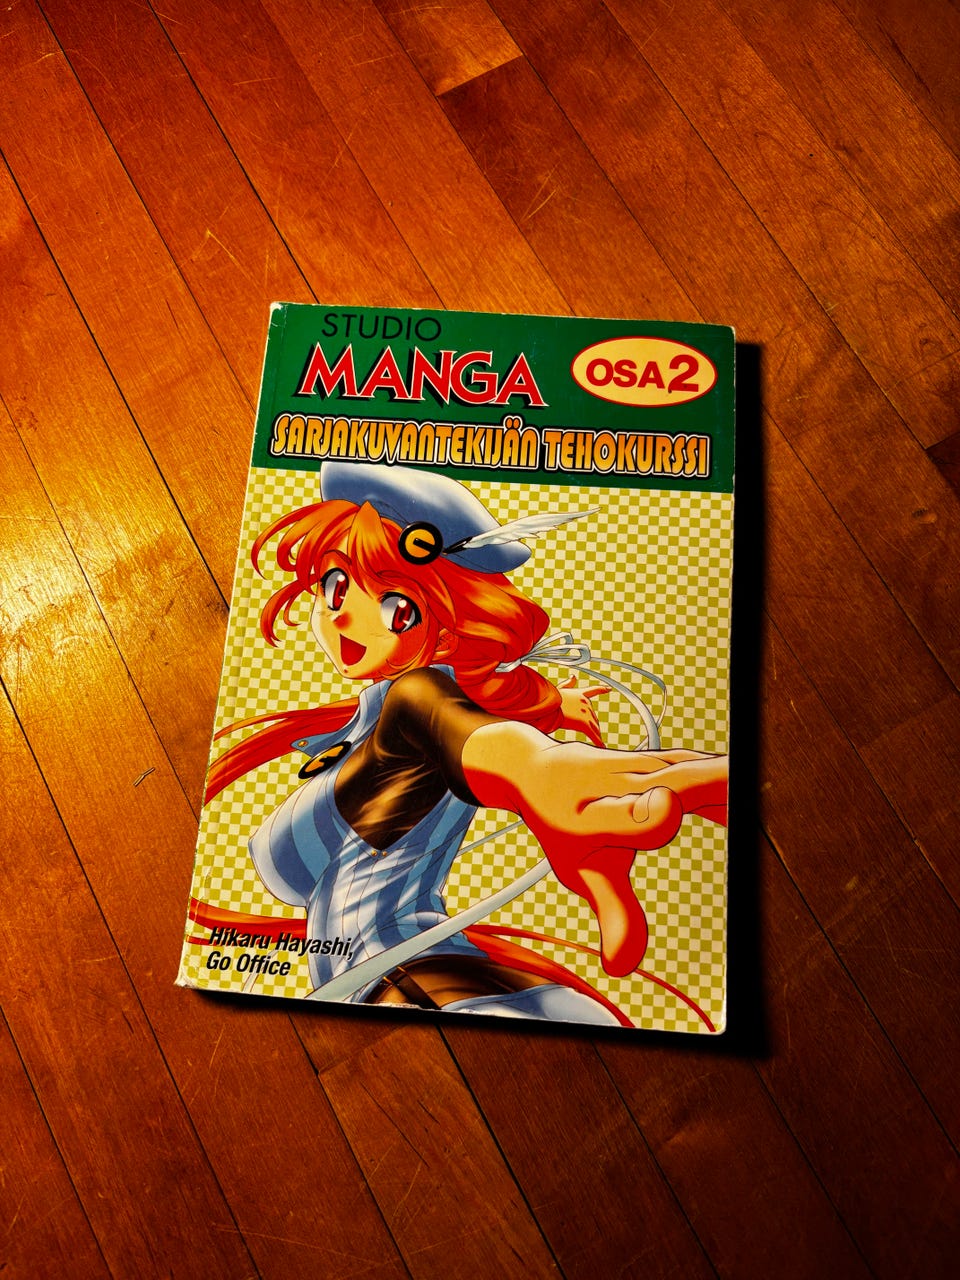 STUDIO
MANGA
OSA 2
SARJAKUVANTEKIJÄN TEHOKURSSI
Hikaru Hayashi,
Go Office